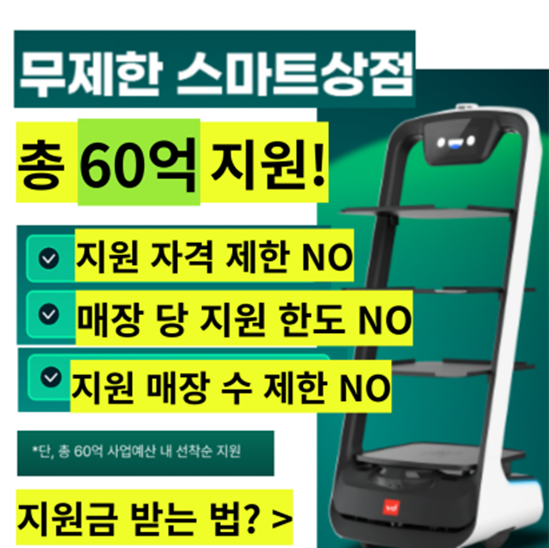 무제한 스마트상점
총 60억 지원!
지원 자격 제한 NO
매장 당 지원 한도 NO
지원 매장 수 제한 NO
*단, 총 60억 사업예산 내 선착순 지원
지원금 받는 법? >